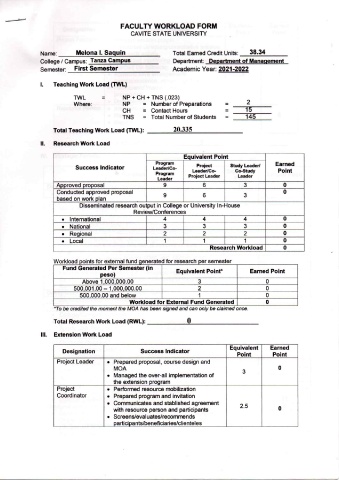 FACULTY WORKLOAD FORM
CAVITE STATE UNIVERSITY
Name: Melona I. Saquin Total Earned Credit Units: 38.34
College / Campus: Tanza Campus Department: Department of Management
Semester: First Semester Academic Year: 2021-2022
I. Teaching Work Load (TWL)
TWL = NP + CH + TNS (.023)
Where: NP = Number of Preparations = 2
CH = Contact Hours = 15
TNS = Total Number of Students = 145
Total Teaching Work Load (TWL): 20.335
II. Research Work Load
Success Indicator Equivalent Point Earned Point
Program Leader/Co-Program Leader Project Leader/Co-Project Leader Study Leader/Co-Study Leader
Approved proposal 9 6 3 0
Conducted approved proposal based on work plan 9 6 3 0
Disseminated research output in College or University In-House Review/Conferences
• International 4 4 4 0
• National 3 3 3 0
• Regional 2 2 2 0
• Local 1 1 1 0
Research Workload 0
Workload points for external fund generated for research per semester
Fund Generated Per Semester (in peso) Equivalent Point* Earned Point
Above 1,000,000.00 3 0
500,001.00 – 1,000,000.00 2 0
500,000.00 and below 1 0
Workload for External Fund Generated 0
*To be credited the moment the MOA has been signed and can only be claimed once.
Total Research Work Load (RWL): 0
III. Extension Work Load
Designation Success Indicator Equivalent Point Earned Point
Project Leader • Prepared proposal, course design and MOA 3 0
• Managed the over-all implementation of the extension program
Project Coordinator • Performed resource mobilization 2.5 0
• Prepared program and invitation
• Communicates and stablished agreement with resource person and participants
• Screens/evaluates/recommends participants/beneficiaries/clienteles